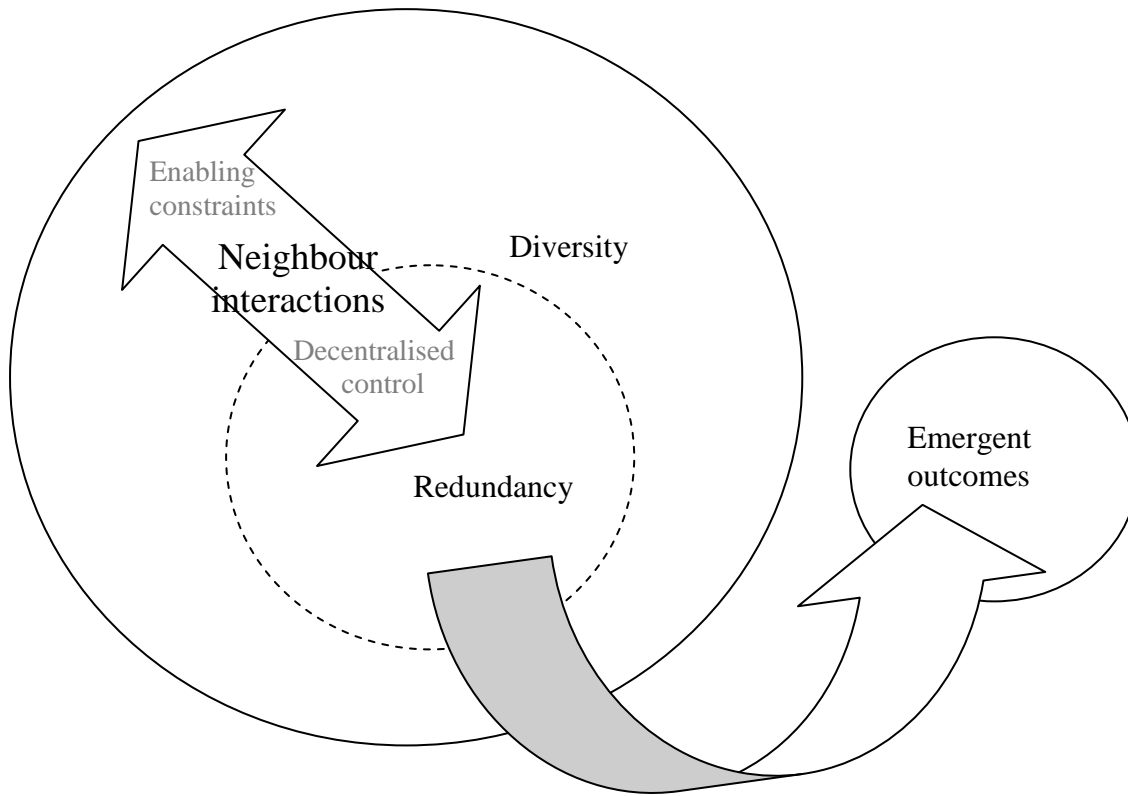 Enabling
constraints
Neighbour
interactions
Diversity
Decentralised
control
Redundancy
Emergent
outcomes